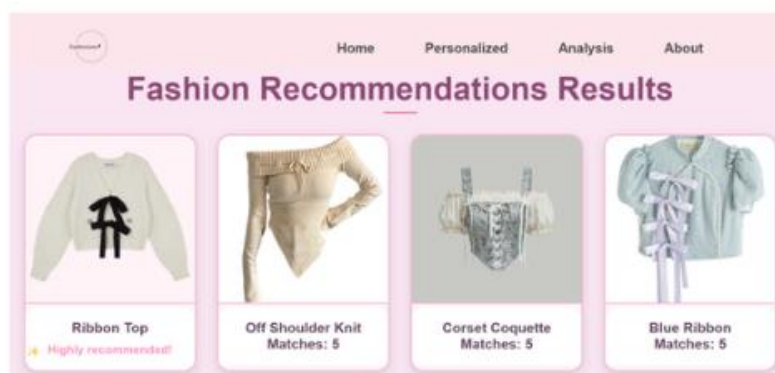 Home Personalized Analysis About
Fashion Recommendations Results
Ribbon Top
✨ Highly recommended!
Off Shoulder Knit
Matches: 5
Corset Coquette
Matches: 5
Blue Ribbon
Matches: 5